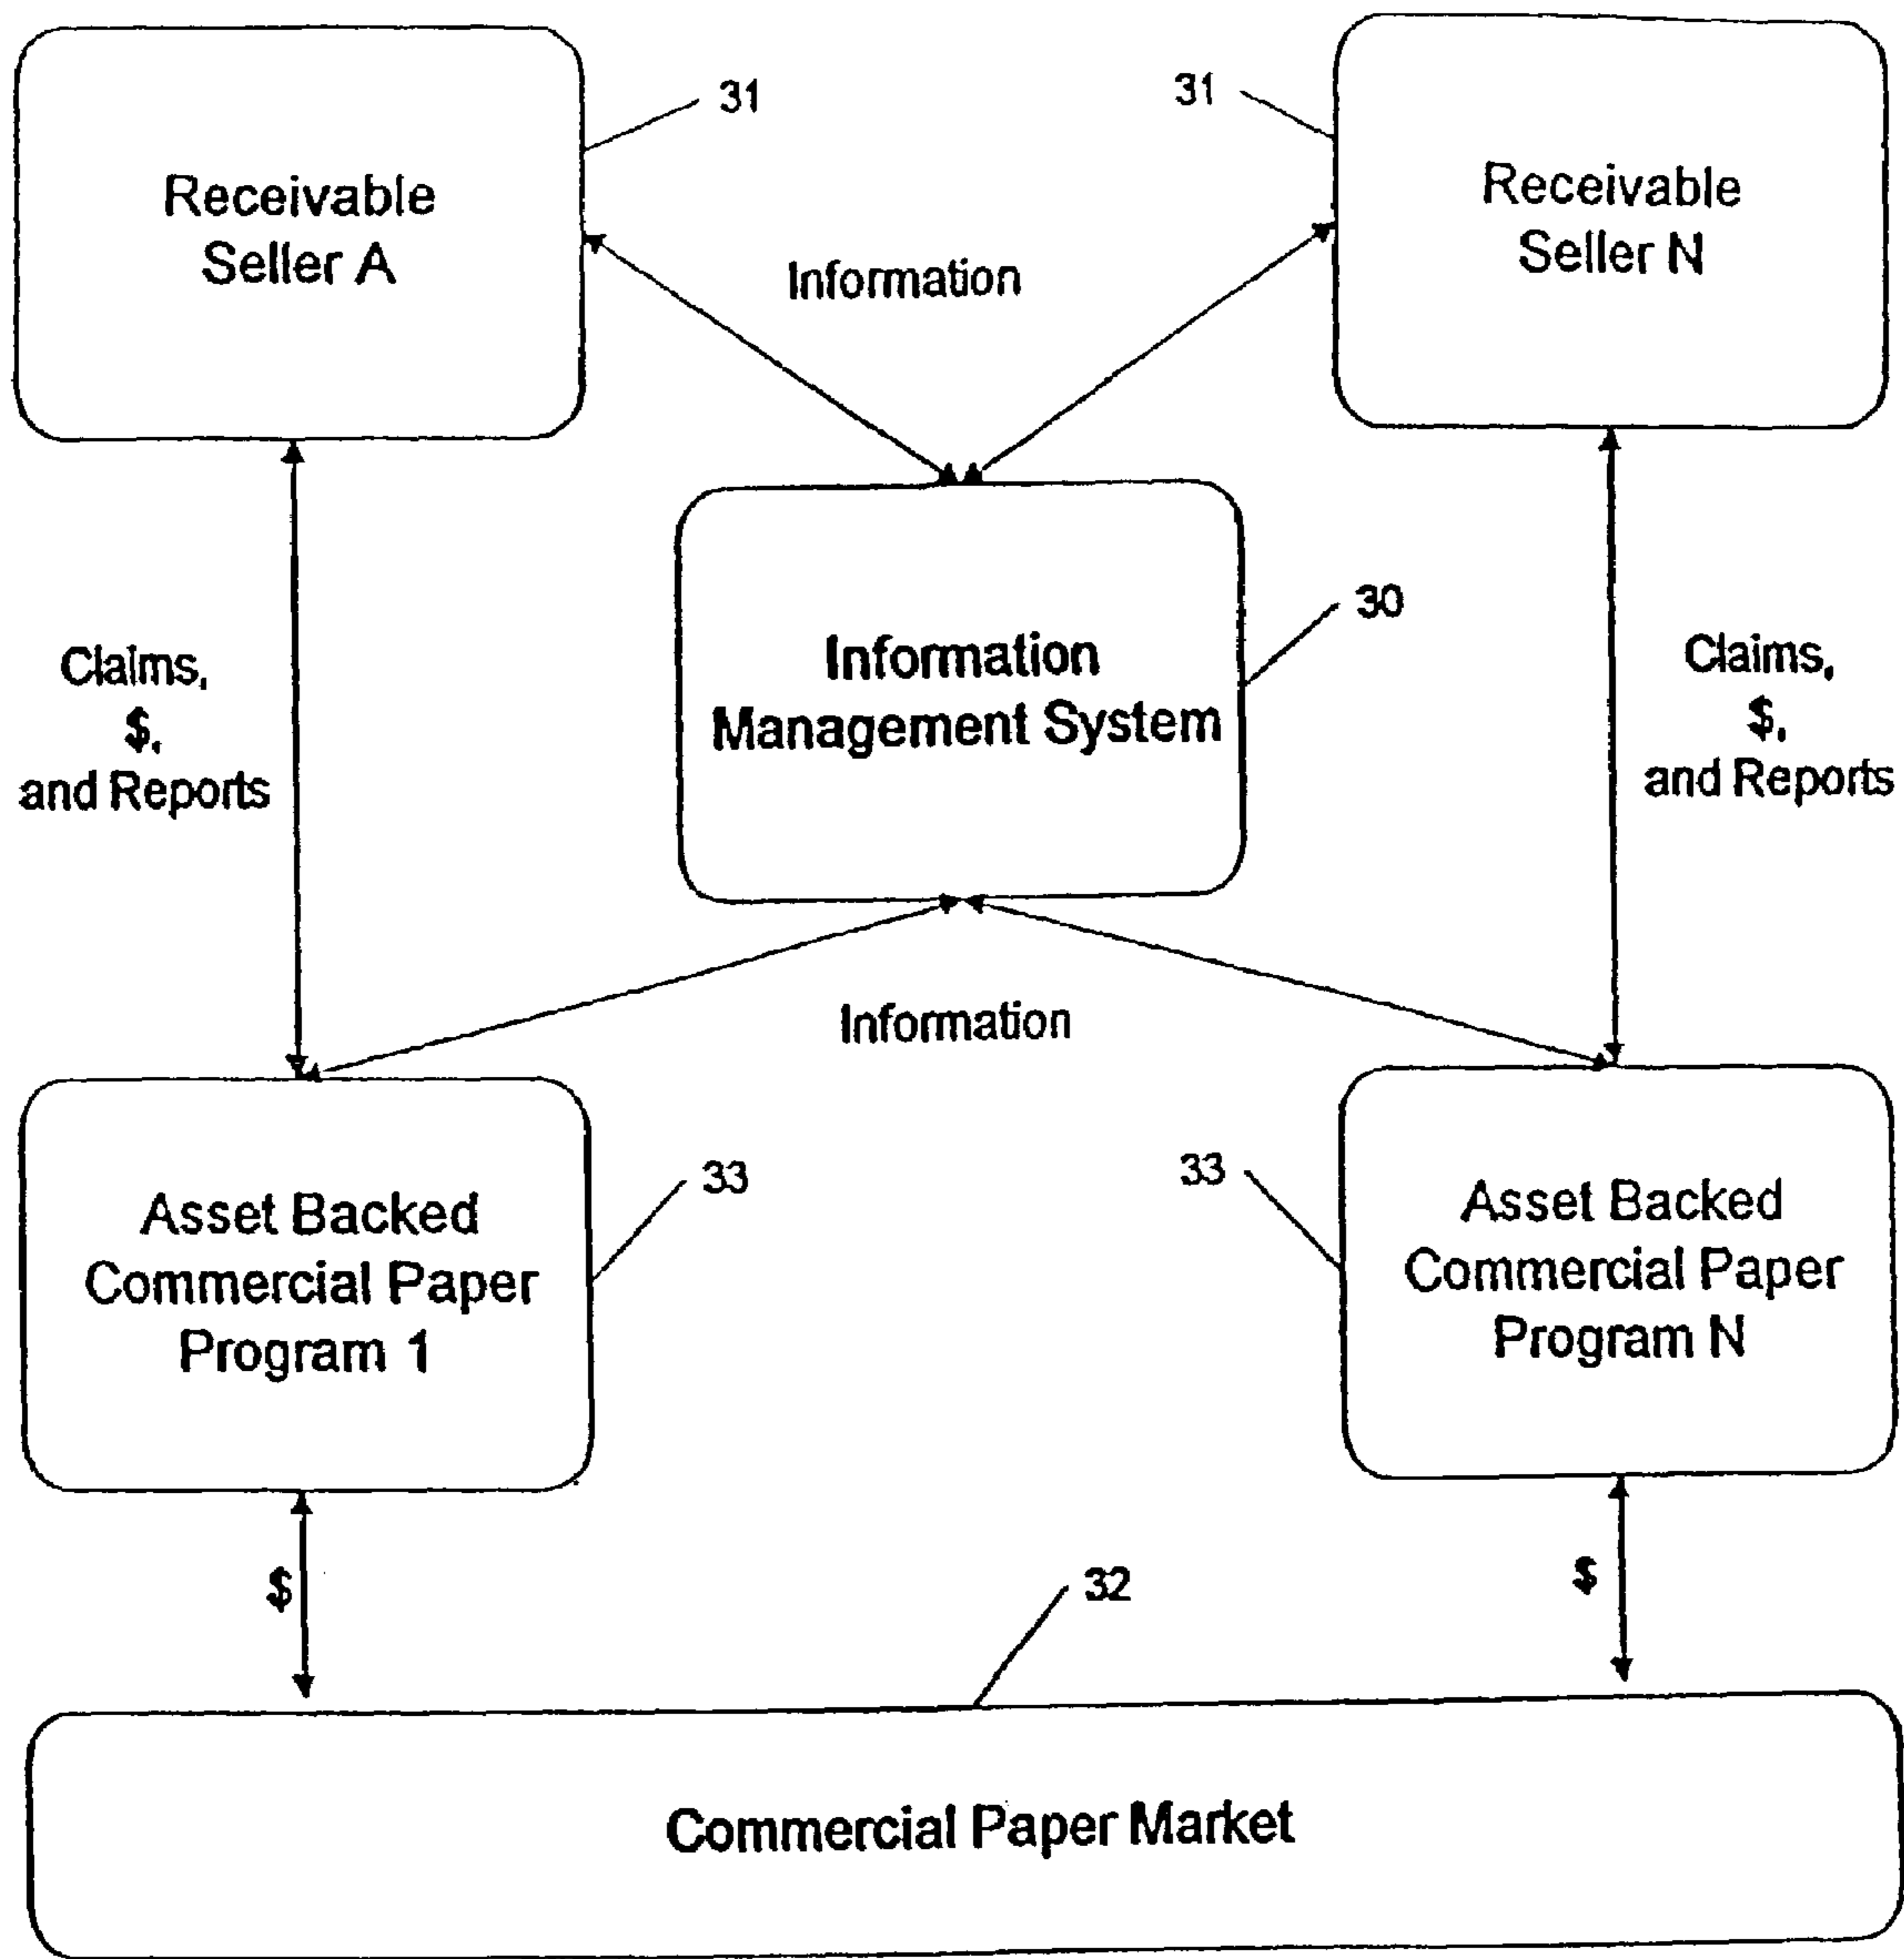 Receivable
Seller A
31
31
Receivable
Seller N
Information
Information
Management System
30
Claims,
$,
and Reports
Claims,
$,
and Reports
Information
Asset Backed
Commercial Paper
Program 1
33
33
Asset Backed
Commercial Paper
Program N
$
$
32
Commercial Paper Market